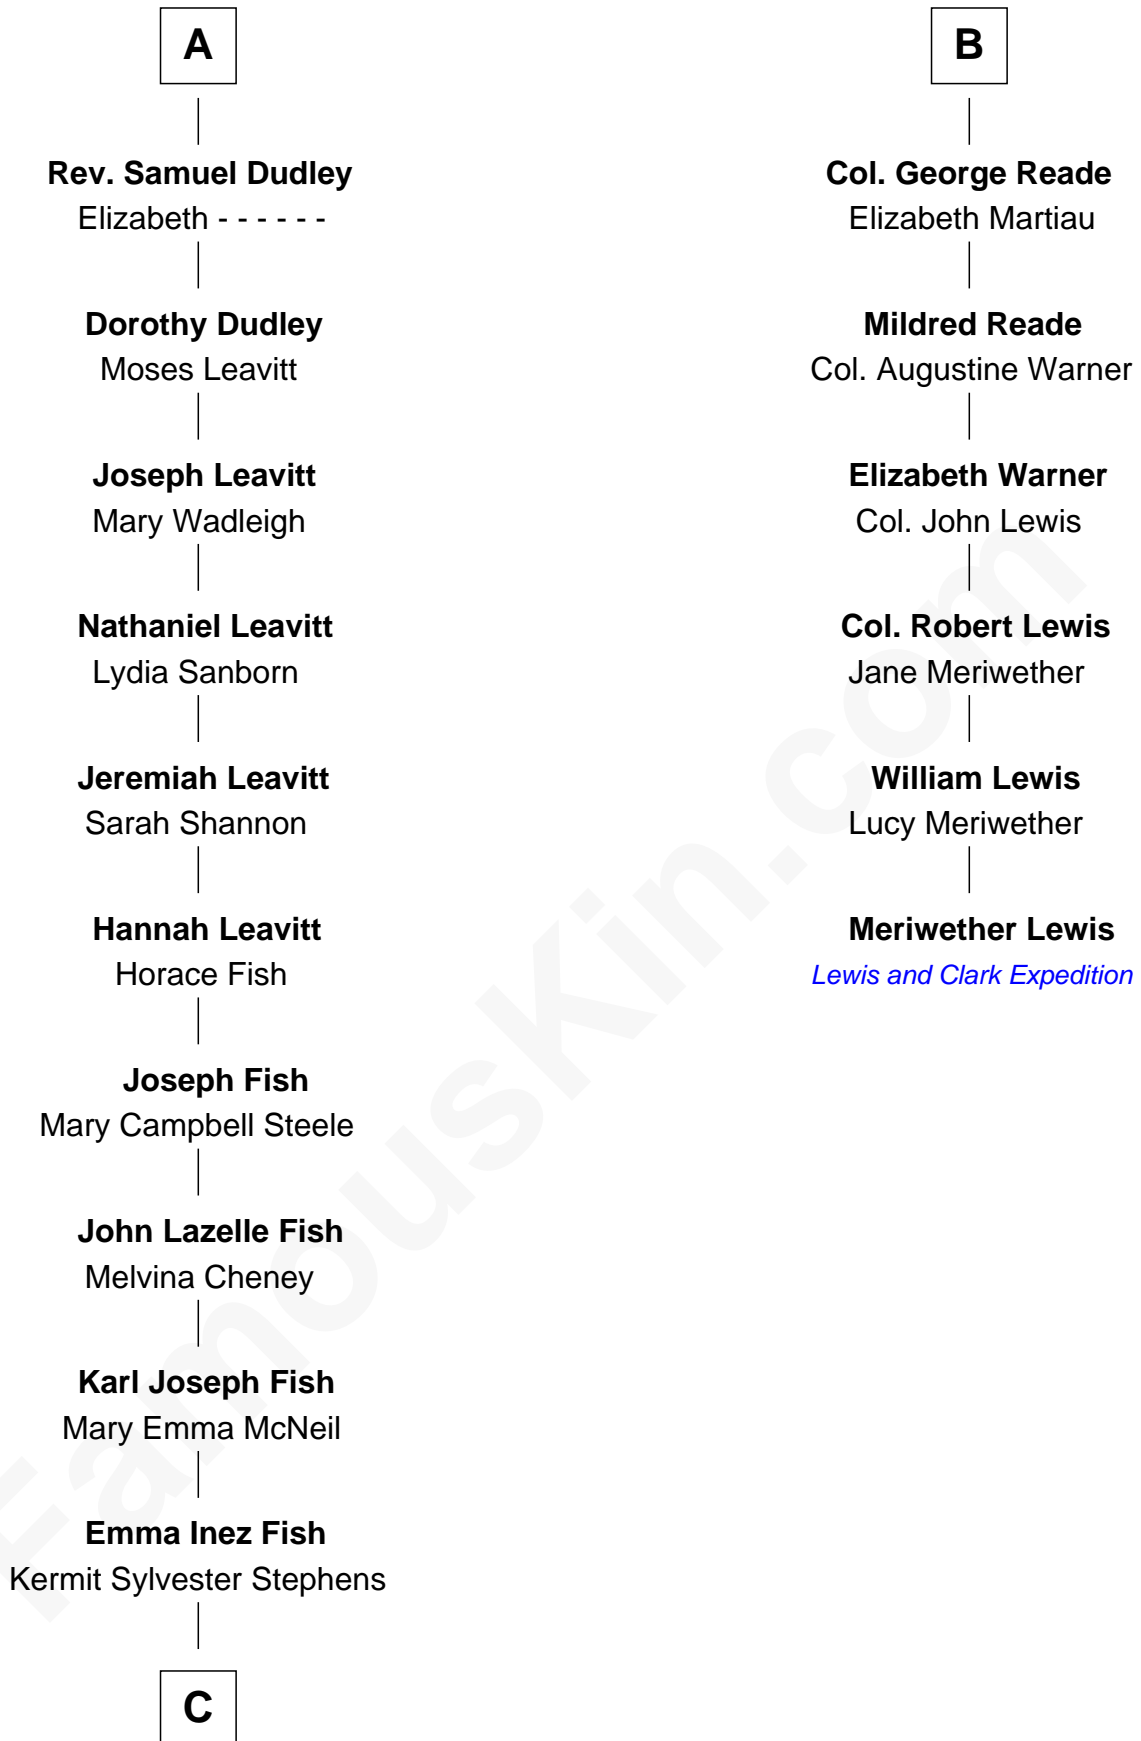 A
Rev. Samuel Dudley
Elizabeth - - - - - -
Dorothy Dudley
Moses Leavitt
Joseph Leavitt
Mary Wadleigh
Nathaniel Leavitt
Lydia Sanborn
Jeremiah Leavitt
Sarah Shannon
Hannah Leavitt
Horace Fish
Joseph Fish
Mary Campbell Steele
John Lazelle Fish
Melvina Cheney
Karl Joseph Fish
Mary Emma McNeil
Emma Inez Fish
Kermit Sylvester Stephens
C
B
Col. George Reade
Elizabeth Martiau
Mildred Reade
Col. Augustine Warner
Elizabeth Warner
Col. John Lewis
Col. Robert Lewis
Jane Meriwether
William Lewis
Lucy Meriwether
Meriwether Lewis
Lewis and Clark Expedition
FamousKin.com